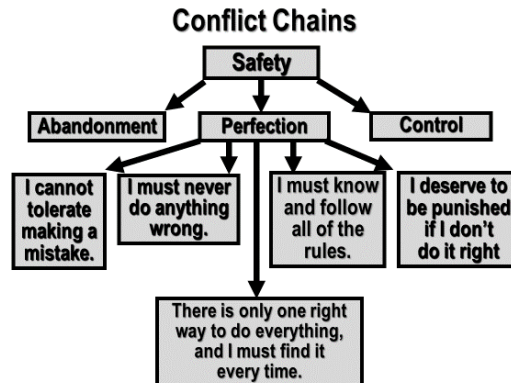 Conflict Chains
Safety
Abandonment
Perfection
Control
I cannot
tolerate
making a
mistake.
I must never
do anything
wrong.
I must know
and follow
all of the
rules.
I deserve to
be punished
if I don't
do it right
There is only one right
way to do everything,
and I must find it
every time.